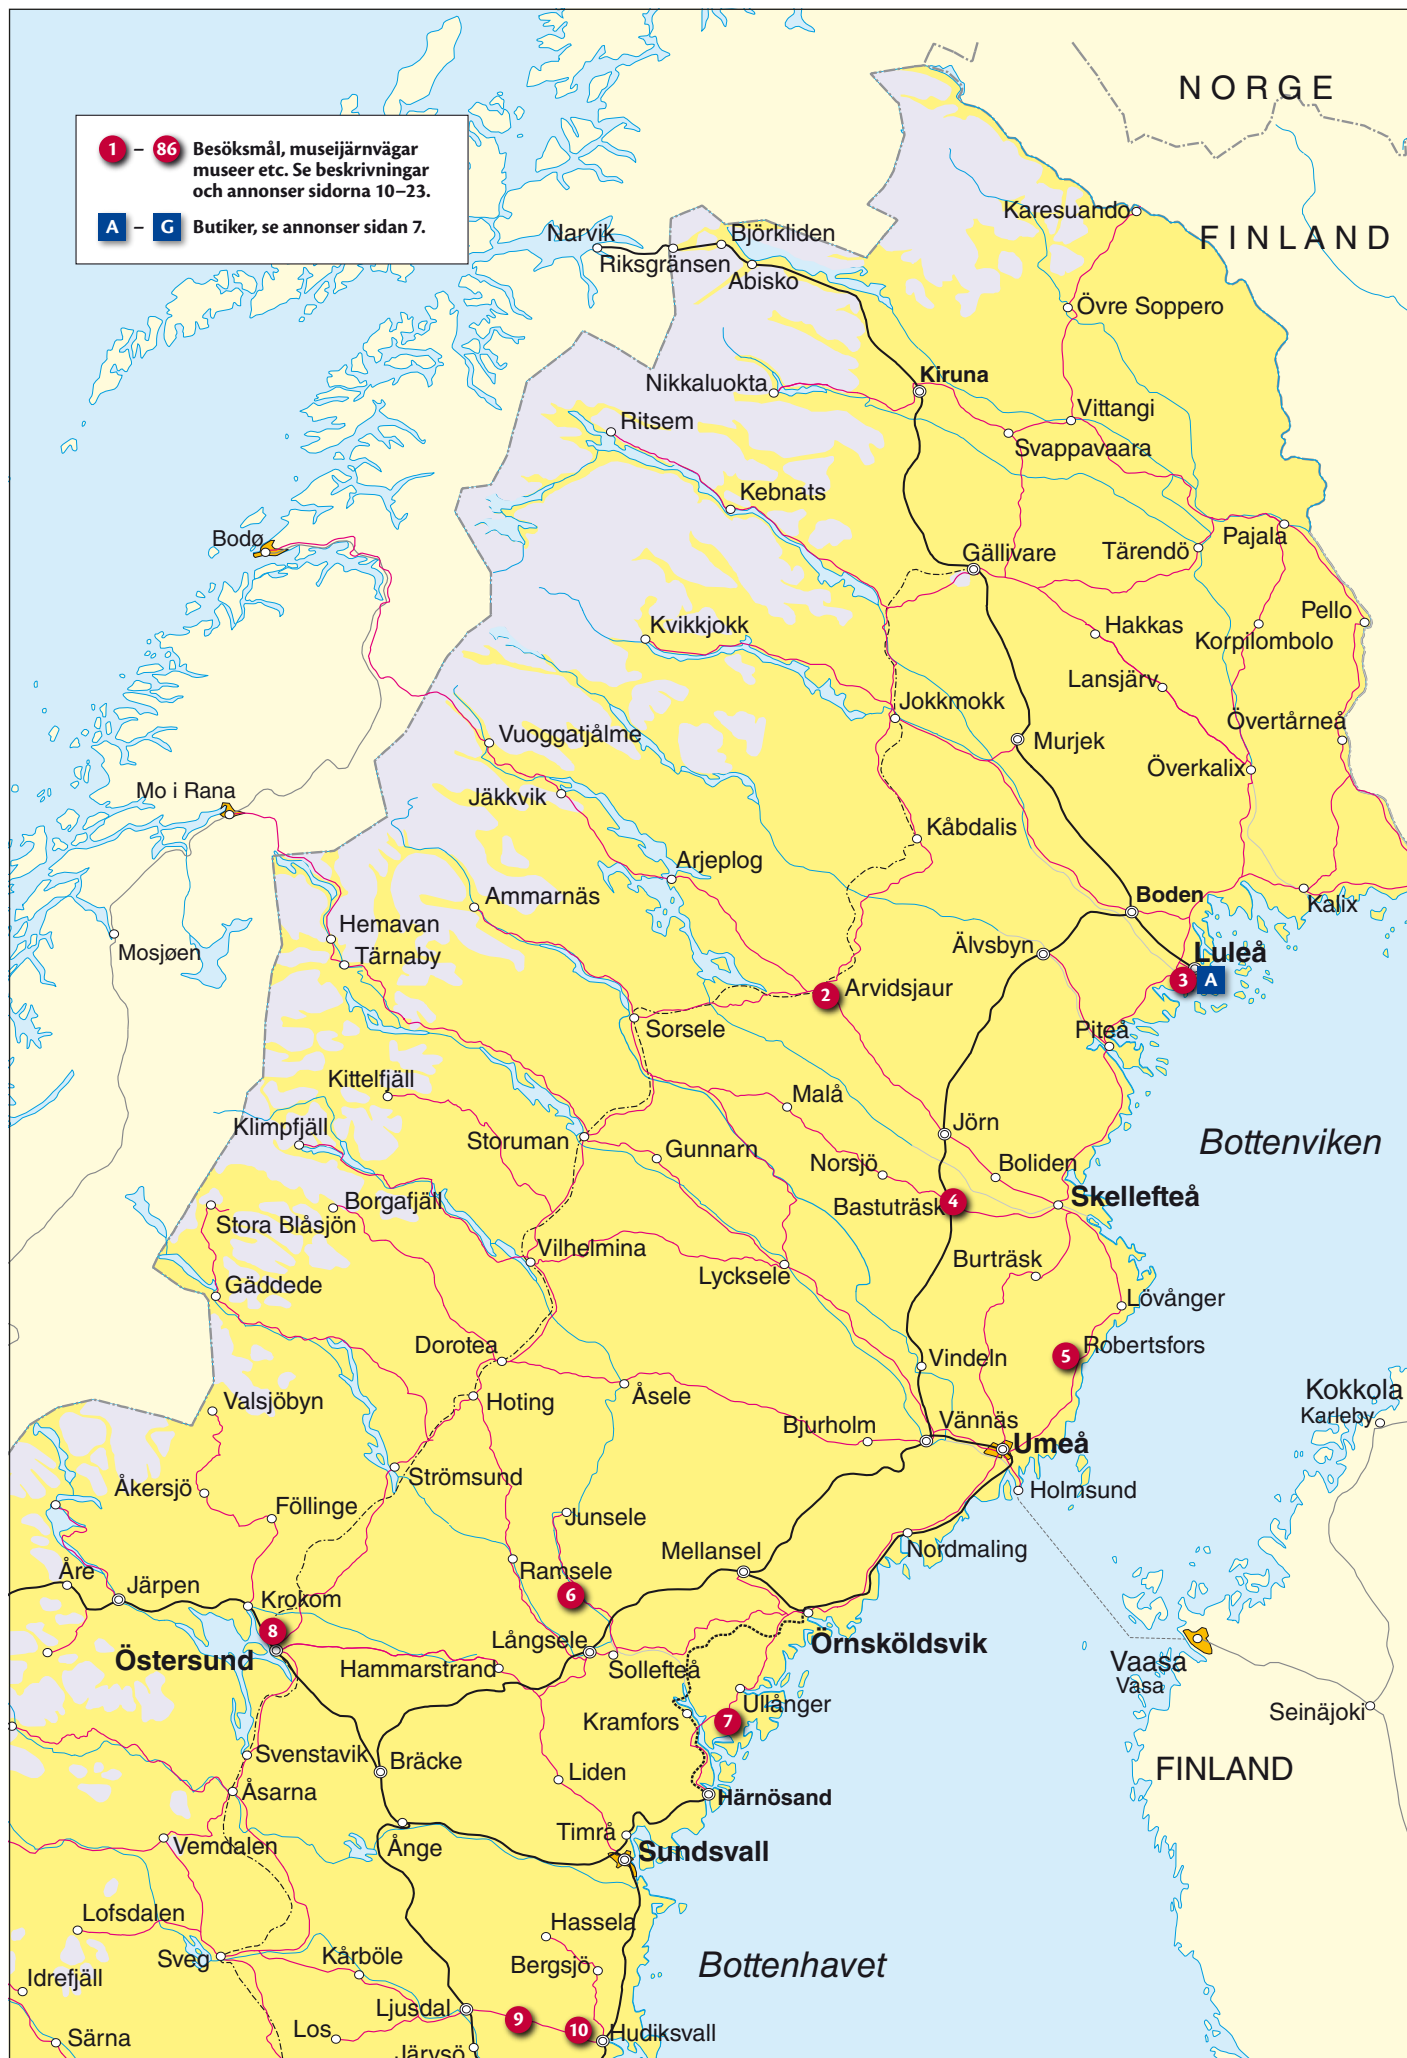 NORGE
1 – 86 Besöksmål, museijärnvägar
museer etc. Se beskrivningar
och annonser sidorna 10–23.
A – G Butiker, se annonser sidan 7.
Karesuando
FINLAND
Narvik
Björkliden
Riksgränsen
Abisko
Övre Soppero
Kiruna
Nikkaluokta
Vittangi
Ritsem
Svappavaara
Kebnats
Pajala
Bodø
Gällivare
Tärendö
Pello
Kvikkjokk
Hakkas
Korpilombolo
Lansjärv
Jokkmokk
Övertårneå
Vuoggatjålme
Murjek
Överkalix
Mo i Rana
Jäkkvik
Kåbdalis
Arjeplog
Ammarnäs
Boden
Kalix
Hemavan
Älvsbyn
Mosjøen
Tärnaby
Luleå
3 A
2 Arvidsjaur
Sorsele
Piteå
Kittelfjäll
Malå
Klimpfjäll
Storuman
Jörn
Bottenviken
Gunnarn
Norsjö
Boliden
Borgafjäll
Bastuträsk 4
Skellefteå
Stora Blåsjön
Vilhelmina
Lycksele
Burträsk
Gäddede
Lövånger
Dorotea
Vindeln
5 Robertsfors
Kokkola
Karleby
Valsjöbyn
Hoting
Åsele
Bjurholm
Vännäs
Umeå
Strömsund
Åkersjö
Föllinge
Holmsund
Junsele
Mellansel
Nordmaling
Åre
Järpen
Ramsele
6
Krokom
8
Östersund
Långsele
Örnsköldsvik
Hammarstrand
Sollefteå
Vaasa
Vasa
Ullånger
Kramfors
7
Seinäjoki
Svenstavik
Bräcke
FINLAND
Liden
Åsarna
Härnösand
Timrå
Vemdalen
Ånge
Sundsvall
Lofsdalen
Hassela
Sveg
Kårböle
Bergsjö
Bottenhavet
Idrefjäll
Ljusdal
9
10
Los
Hudiksvall
Särna
Järvsö